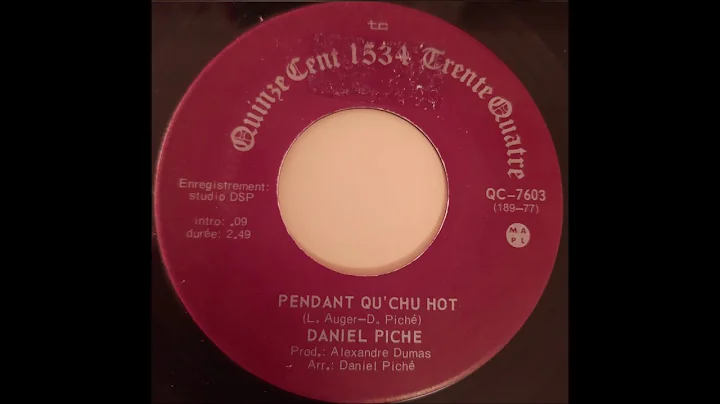 tc
Quinze Cent 1534 Trente Quatre
Enregistrement:
studio DSP
intro: .09
durée: 2.49
QC–7603
(189–77)
M A
P L
PENDANT QU'CHU HOT
(L. Auger–D. Piché)
DANIEL PICHE
Prod.: Alexandre Dumas
Arr.: Daniel Piché